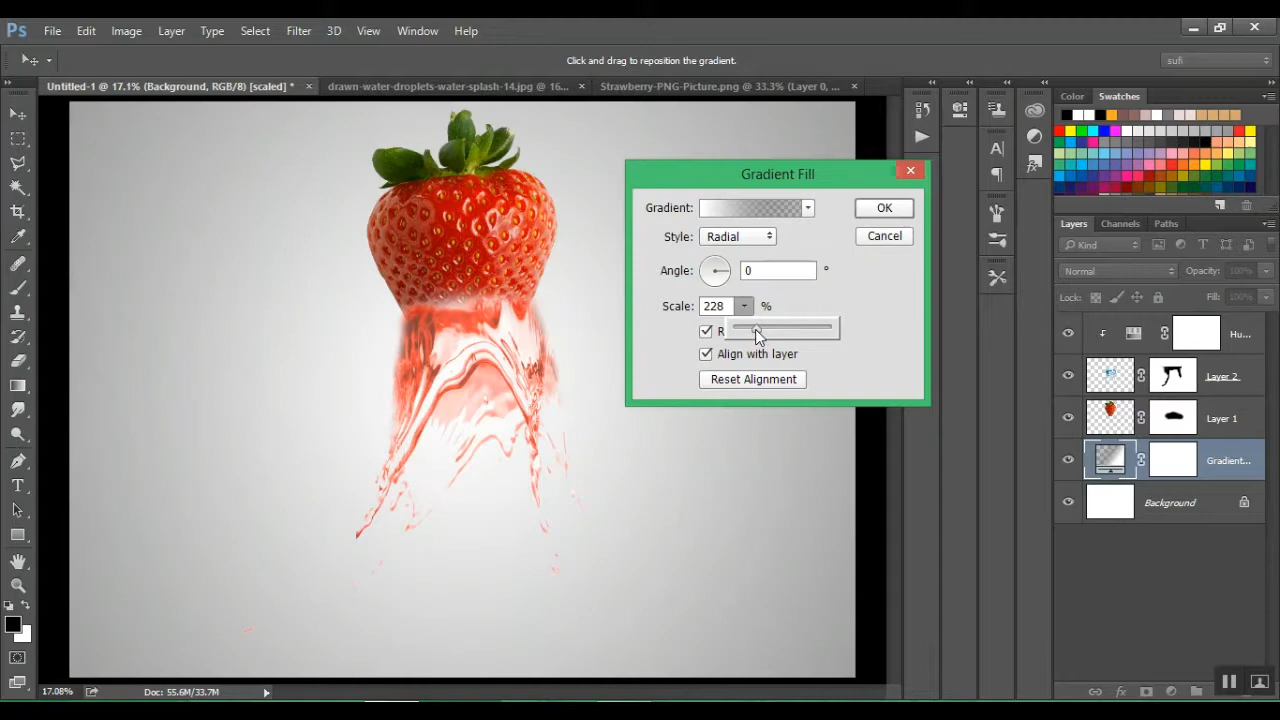 Ps File Edit Image Layer Type Select Filter 3D View Window Help
Click and drag to reposition the gradient.
sufi
Untitled-1 @ 17.1% (Background, RGB/8) [scaled] *
drawn-water-droplets-water-splash-14.jpg @ 16...
Strawberry-PNG-Picture.png @ 33.3% (Layer 0, ...
Color Swatches
Gradient Fill
Gradient:
OK
Style: Radial
Cancel
Angle: 0 °
Scale: 228 %
R
Align with layer
Reset Alignment
Layers Channels Paths
Kind
Normal
Opacity:
Lock:
Fill:
Hu...
Layer 2
Layer 1
Gradient...
Background
17.08%
Doc: 55.6M/33.7M